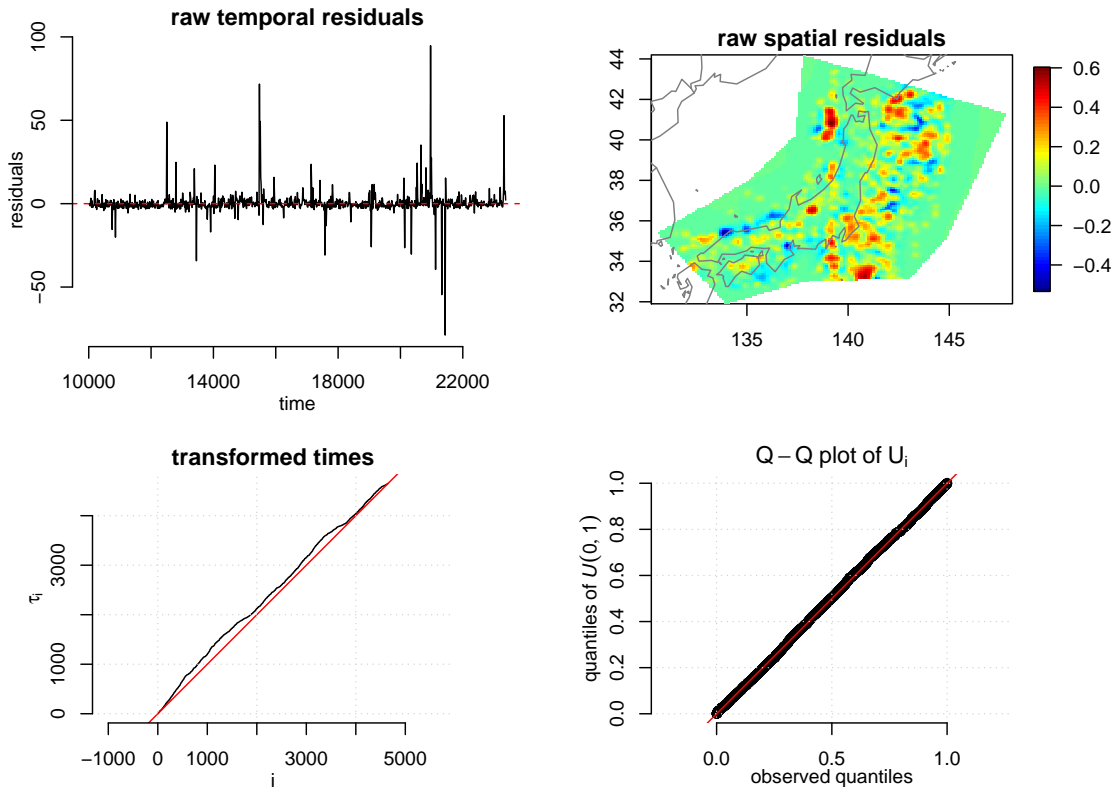 raw temporal residuals
residuals
100
50
0
−50
10000 14000 18000 22000
time
raw spatial residuals
44
42
40
38
36
34
32
135 140 145
0.6
0.4
0.2
0.0
−0.2
−0.4
transformed times
τi
3000
1000
0
−1000 0 1000 3000 5000
i
Q − Q plot of Ui
quantiles of U(0, 1)
1.0
0.8
0.6
0.4
0.2
0.0
0.0 0.5 1.0
observed quantiles